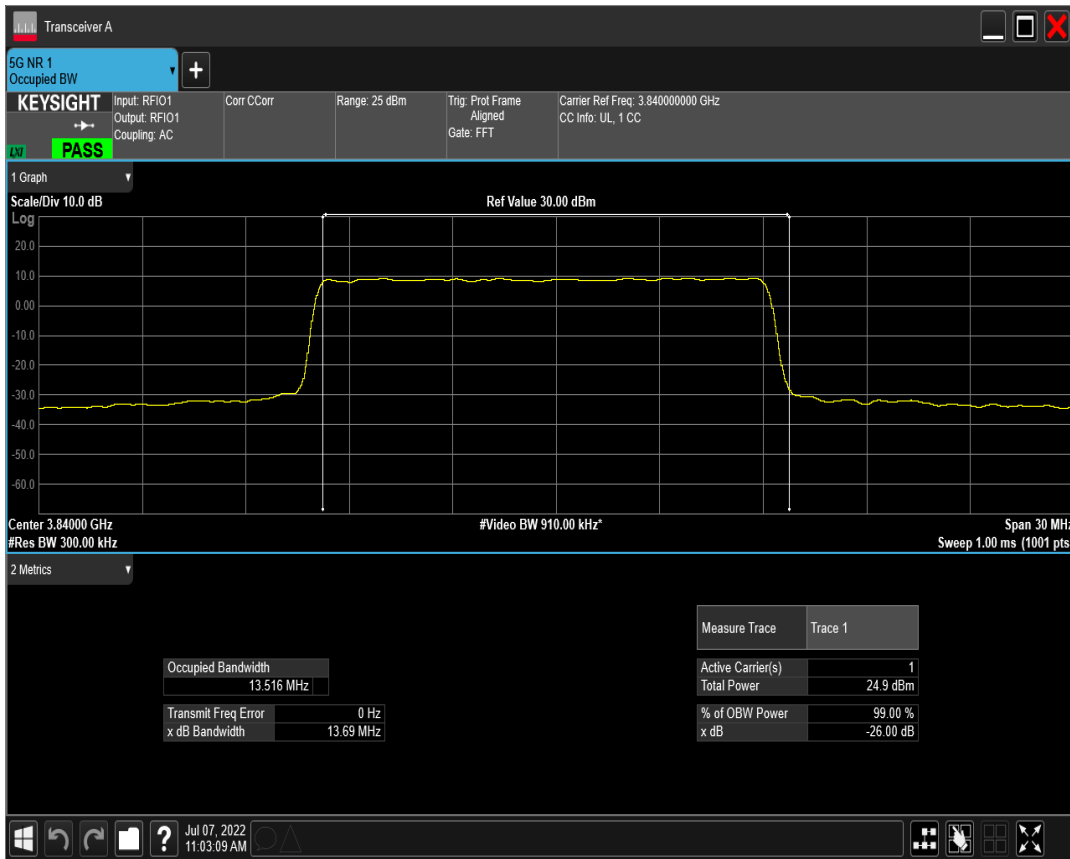 Transceiver A
5G NR 1
Occupied BW
+
KEYSIGHT
LXI
PASS
Input: RFIO1
Output: RFIO1
Coupling: AC
Corr CCorr
Range: 25 dBm
Trig: Prot Frame
Aligned
Gate: FFT
Carrier Ref Freq: 3.840000000 GHz
CC Info: UL, 1 CC
1 Graph
Scale/Div 10.0 dB
Ref Value 30.00 dBm
Log
20.0
10.0
0.00
-10.0
-20.0
-30.0
-40.0
-50.0
-60.0
Center 3.84000 GHz
#Video BW 910.00 kHz*
Span 30 MHz
#Res BW 300.00 kHz
Sweep 1.00 ms (1001 pts
2 Metrics
Measure Trace Trace 1
Occupied Bandwidth
13.516 MHz
Active Carrier(s) 1
Total Power 24.9 dBm
Transmit Freq Error 0 Hz
x dB Bandwidth 13.69 MHz
% of OBW Power 99.00 %
x dB -26.00 dB
?
Jul 07, 2022
11:03:09 AM